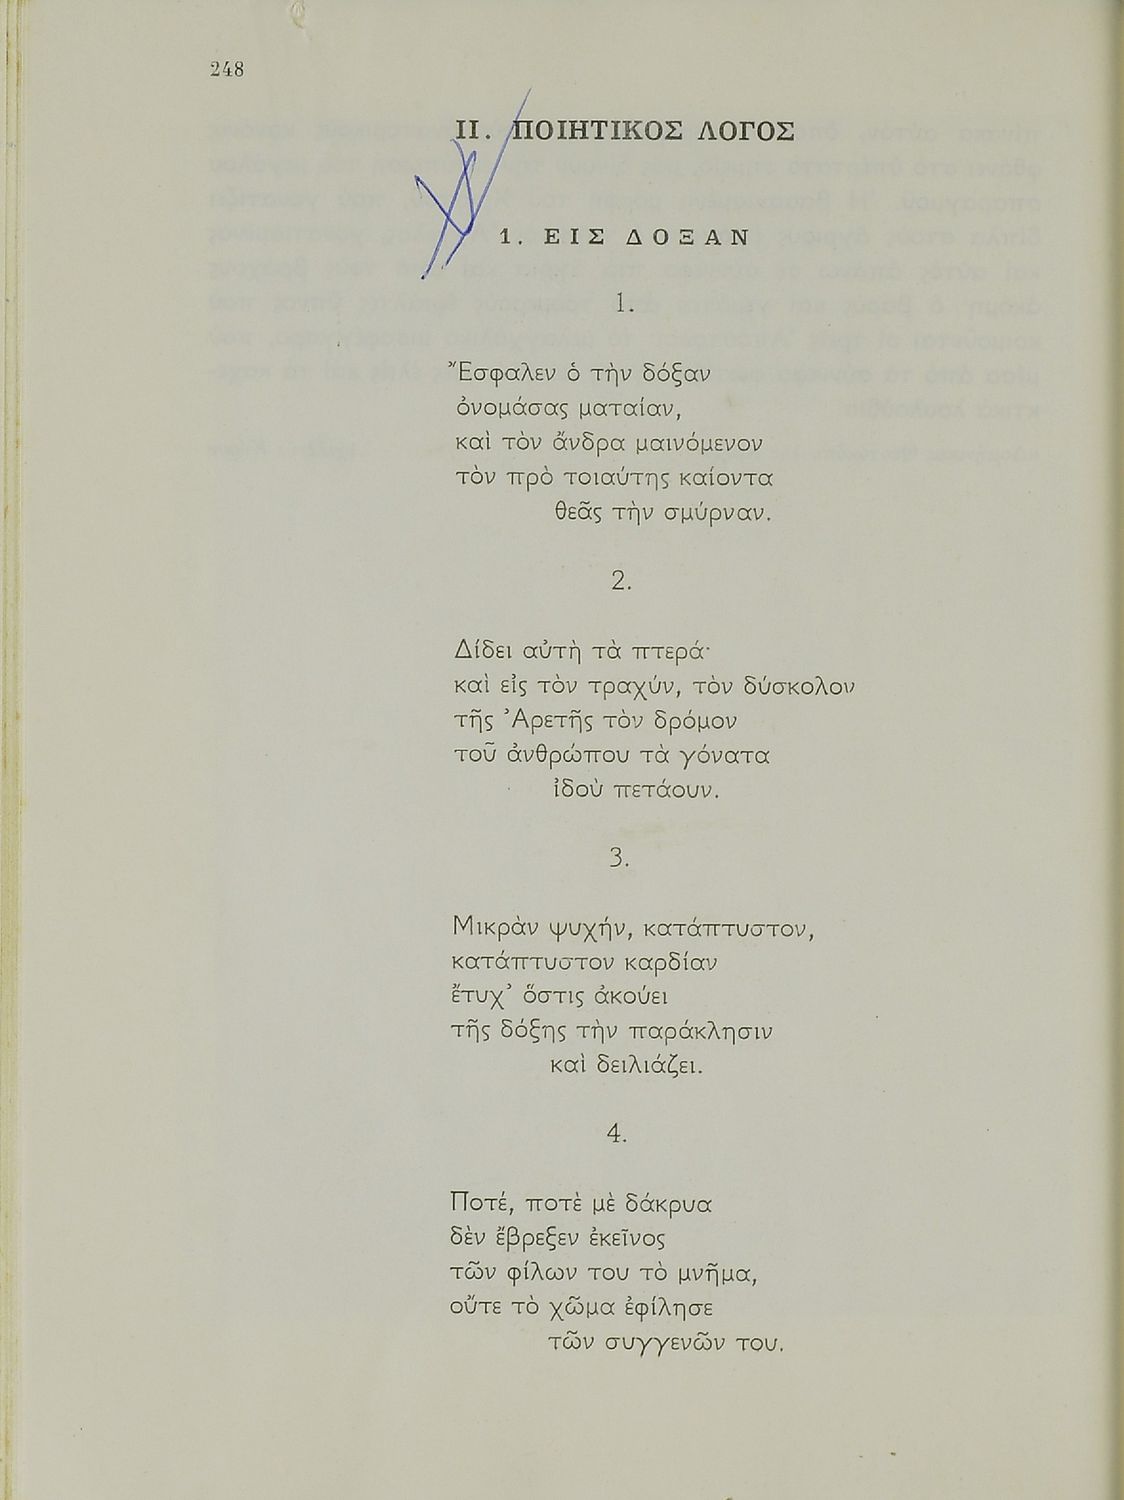 248
II. ΠΟΙΗΤΙΚΟΣ ΛΟΓΟΣ
1. ΕΙΣ ΔΟΞΑΝ
1.
Ἔσφαλεν ὁ τὴν δόξαν
ὀνομάσας ματαίαν,
καὶ τὸν ἄνδρα μαινόμενον
τὸν πρὸ τοιαύτης καίοντα
θεᾶς τὴν σμύρναν.
2.
Δίδει αὐτὴ τὰ πτερά·
καὶ εἰς τὸν τραχύν, τὸν δύσκολον
τῆς Ἀρετῆς τὸν δρόμον
τοῦ ἀνθρώπου τὰ γόνατα
ἰδοὺ πετάουν.
3.
Μικρὰν ψυχήν, κατάπτυστον,
κατάπτυστον καρδίαν
ἔτυχ’ ὅστις ἀκούει
τῆς δόξης τὴν παράκλησιν
καὶ δειλιάζει.
4.
Ποτέ, ποτὲ μὲ δάκρυα
δὲν ἔβρεξεν ἐκεῖνος
τῶν φίλων του τὸ μνῆμα,
οὔτε τὸ χῶμα ἐφίλησε
τῶν συγγενῶν του.